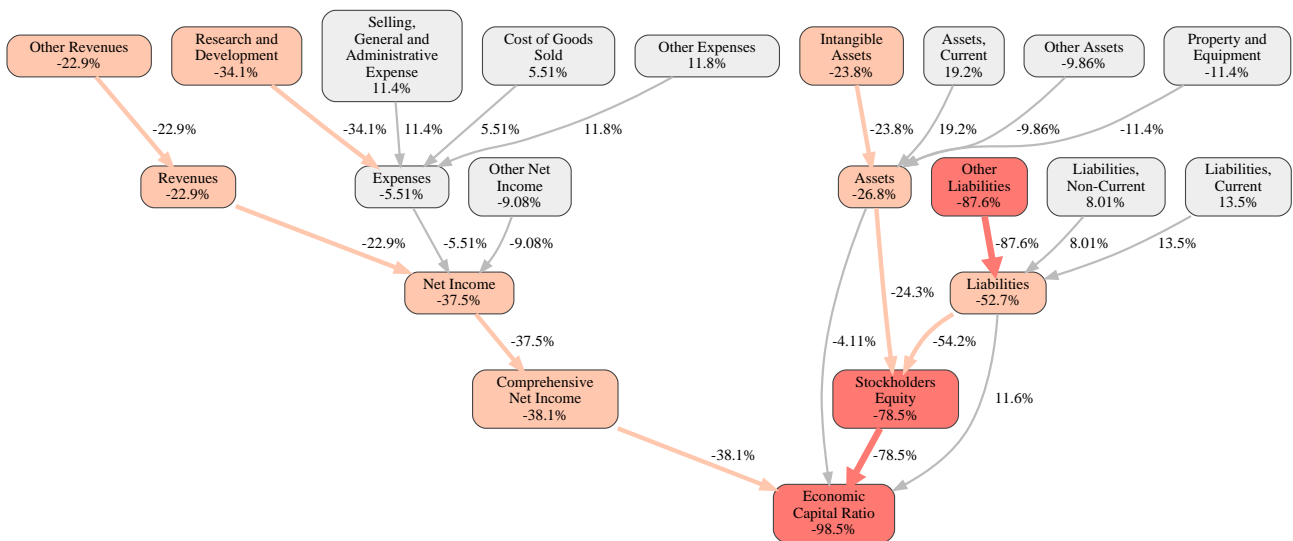 Other Revenues
-22.9%
Research and
Development
-34.1%
Selling,
General and
Administrative
Expense
11.4%
Cost of Goods
Sold
5.51%
Other Expenses
11.8%
Intangible
Assets
-23.8%
Assets,
Current
19.2%
Other Assets
-9.86%
Property and
Equipment
-11.4%
-22.9%
-34.1%
11.4%
5.51%
11.8%
-23.8%
19.2%
-9.86%
-11.4%
Revenues
-22.9%
Expenses
-5.51%
Other Net
Income
-9.08%
Assets
-26.8%
Other
Liabilities
-87.6%
Liabilities,
Non-Current
8.01%
Liabilities,
Current
13.5%
-22.9%
-5.51%
-9.08%
-87.6%
8.01%
13.5%
Net Income
-37.5%
-24.3%
Liabilities
-52.7%
-37.5%
-4.11%
-54.2%
Comprehensive
Net Income
-38.1%
Stockholders
Equity
-78.5%
11.6%
-38.1%
-78.5%
Economic
Capital Ratio
-98.5%